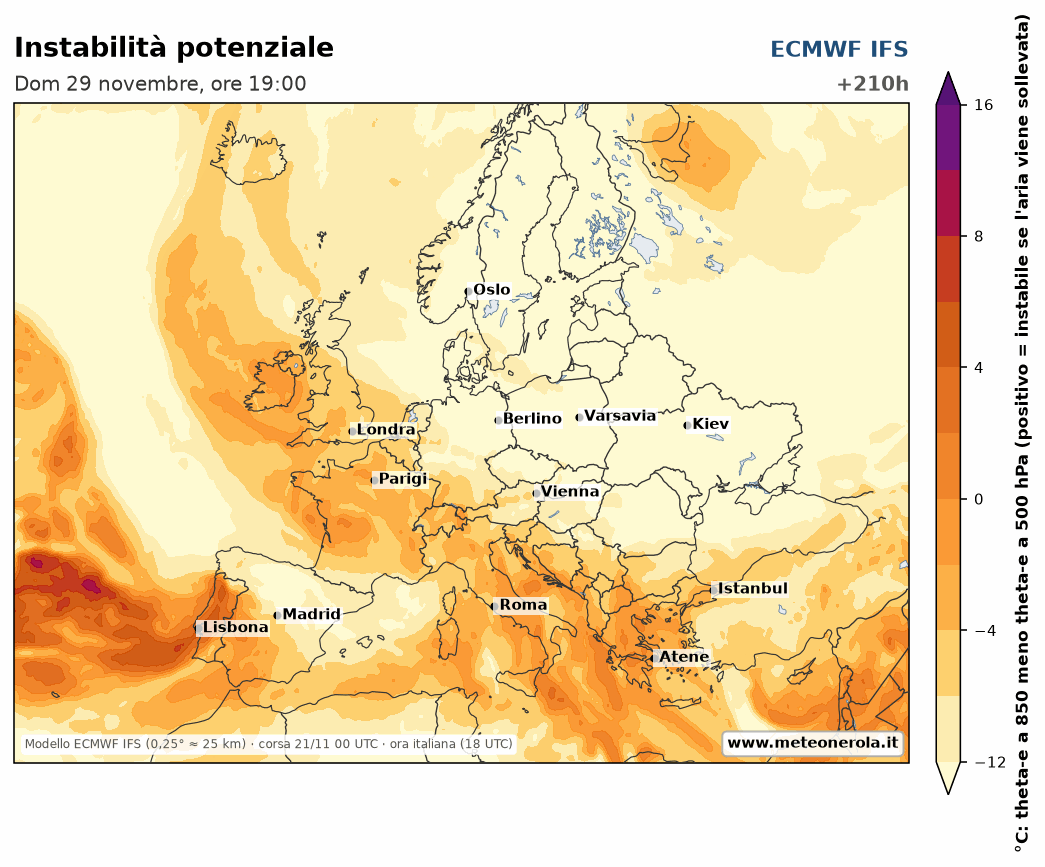 Instabilità potenziale
ECMWF IFS
Dom 29 novembre, ore 19:00
+210h
Oslo
Berlino
Varsavia
Kiev
Londra
Parigi
Vienna
Istanbul
Roma
Madrid
Lisbona
Atene
Modello ECMWF IFS (0,25° ≈ 25 km) · corsa 21/11 00 UTC · ora italiana (18 UTC)
www.meteonerola.it
16
8
4
0
−4
−12
°C: theta-e a 850 meno theta-e a 500 hPa (positivo = instabile se l'aria viene sollevata)